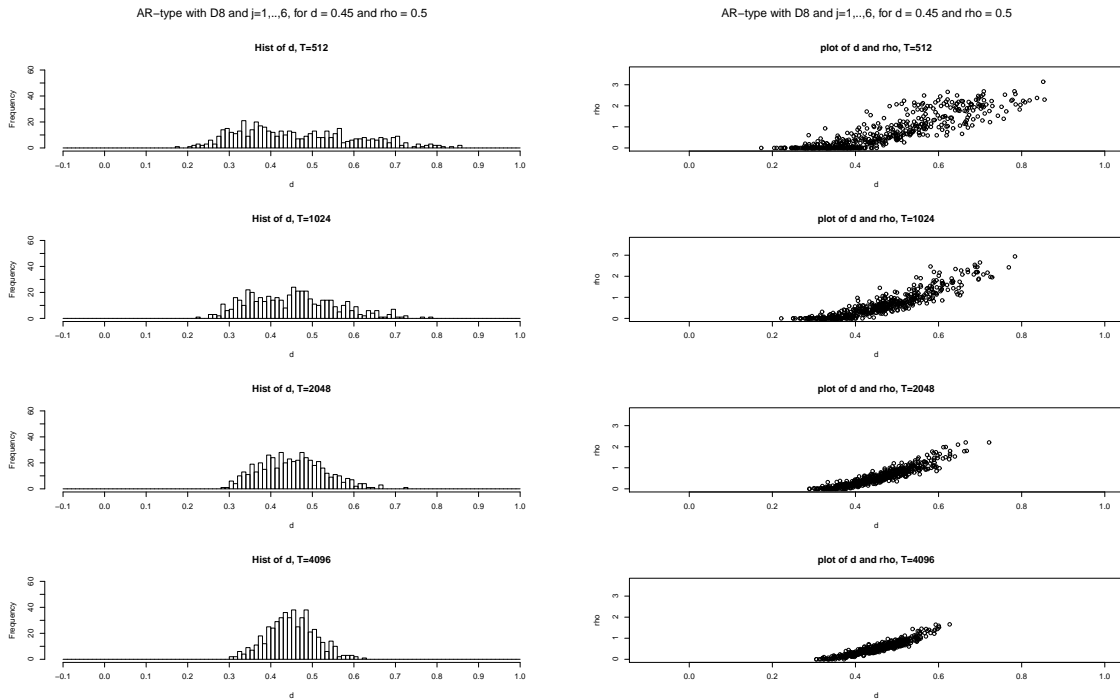 AR−type with D8 and j=1,..,6, for d = 0.45 and rho = 0.5
Hist of d, T=512
Frequency
0 20 40 60
−0.1 0.0 0.1 0.2 0.3 0.4 0.5 0.6 0.7 0.8 0.9 1.0
d
Hist of d, T=1024
Frequency
0 20 40 60
−0.1 0.0 0.1 0.2 0.3 0.4 0.5 0.6 0.7 0.8 0.9 1.0
d
Hist of d, T=2048
Frequency
0 20 40 60
−0.1 0.0 0.1 0.2 0.3 0.4 0.5 0.6 0.7 0.8 0.9 1.0
d
Hist of d, T=4096
Frequency
0 20 40 60
−0.1 0.0 0.1 0.2 0.3 0.4 0.5 0.6 0.7 0.8 0.9 1.0
d
AR−type with D8 and j=1,..,6, for d = 0.45 and rho = 0.5
plot of d and rho, T=512
rho
0 1 2 3
0.0 0.2 0.4 0.6 0.8 1.0
d
plot of d and rho, T=1024
rho
0 1 2 3
0.0 0.2 0.4 0.6 0.8 1.0
d
plot of d and rho, T=2048
rho
0 1 2 3
0.0 0.2 0.4 0.6 0.8 1.0
d
plot of d and rho, T=4096
rho
0 1 2 3
0.0 0.2 0.4 0.6 0.8 1.0
d